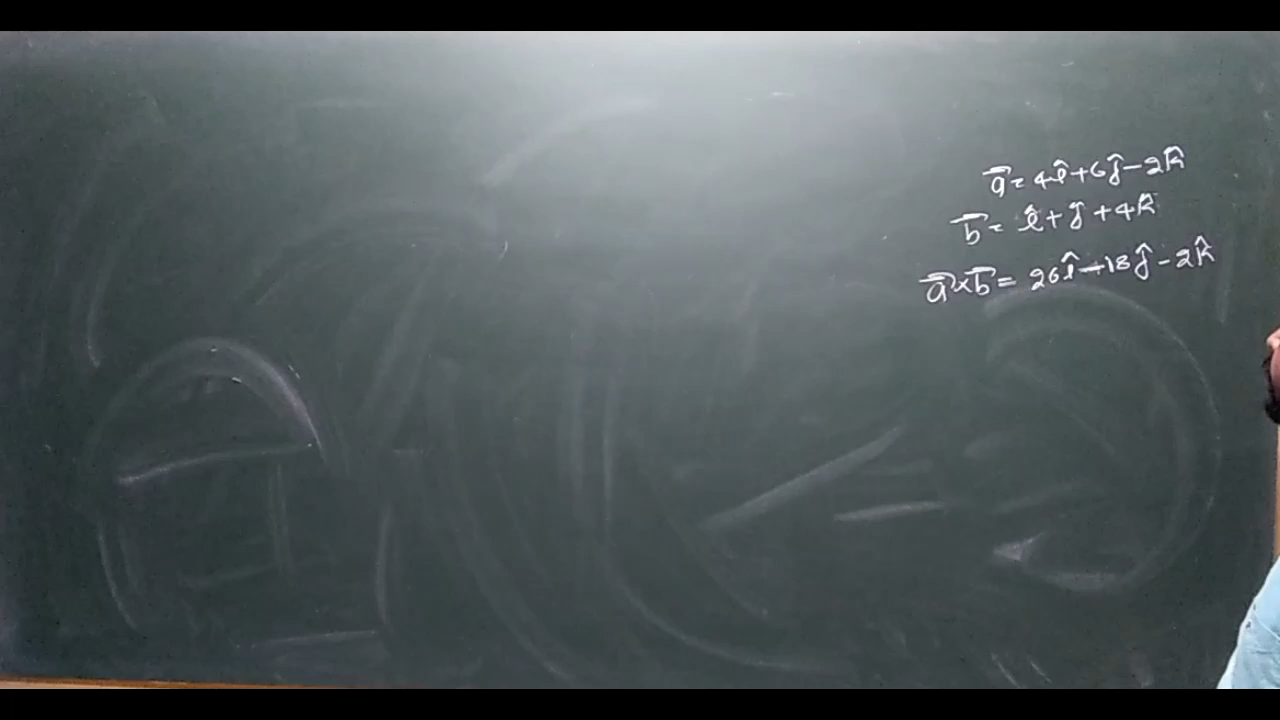 a⃗ = 4î+6ĵ-2k̂
b⃗ = î+ĵ+4k̂
a⃗×b⃗ = 26î-18ĵ-2k̂